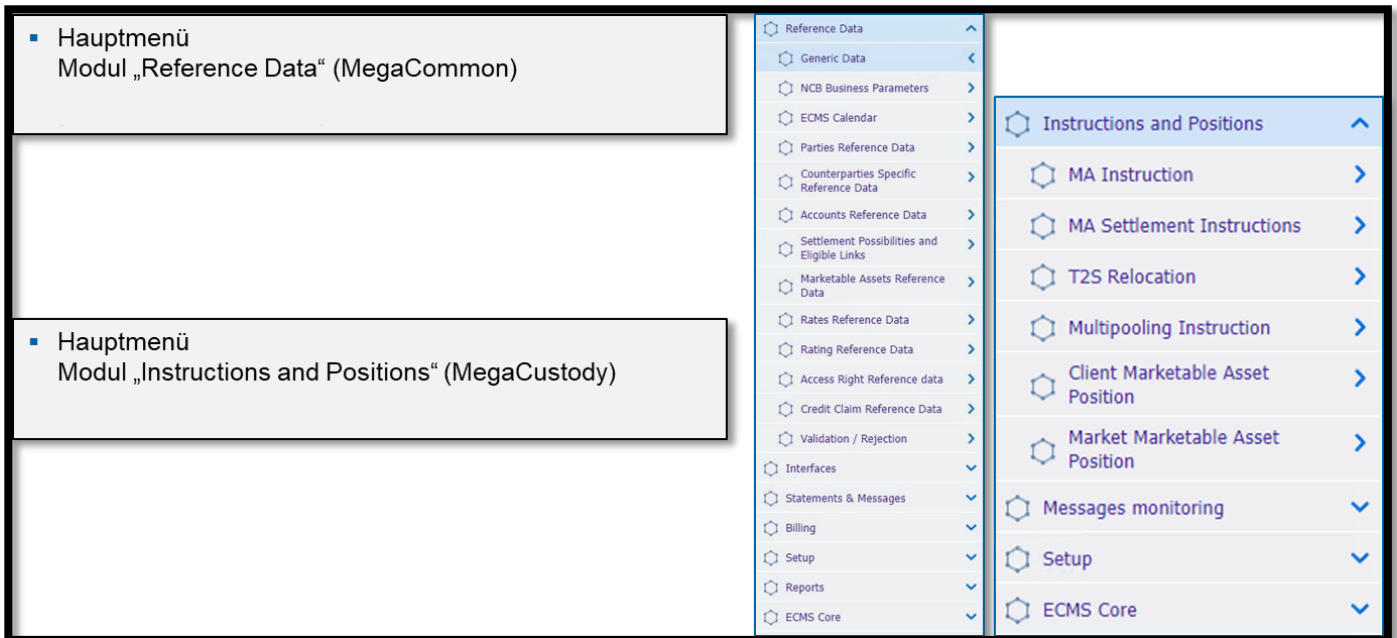 Hauptmenü
Modul „Reference Data“ (MegaCommon)
Hauptmenü
Modul „Instructions and Positions“ (MegaCustody)
Reference Data
Generic Data
NCB Business Parameters
ECMS Calendar
Parties Reference Data
Counterparties Specific
Reference Data
Accounts Reference Data
Settlement Possibilities and
Eligible Links
Marketable Assets Reference
Data
Rates Reference Data
Rating Reference Data
Access Right Reference data
Credit Claim Reference Data
Validation / Rejection
Interfaces
Statements & Messages
Billing
Setup
Reports
ECMS Core
Instructions and Positions
MA Instruction
MA Settlement Instructions
T2S Relocation
Multipooling Instruction
Client Marketable Asset
Position
Market Marketable Asset
Position
Messages monitoring
Setup
ECMS Core